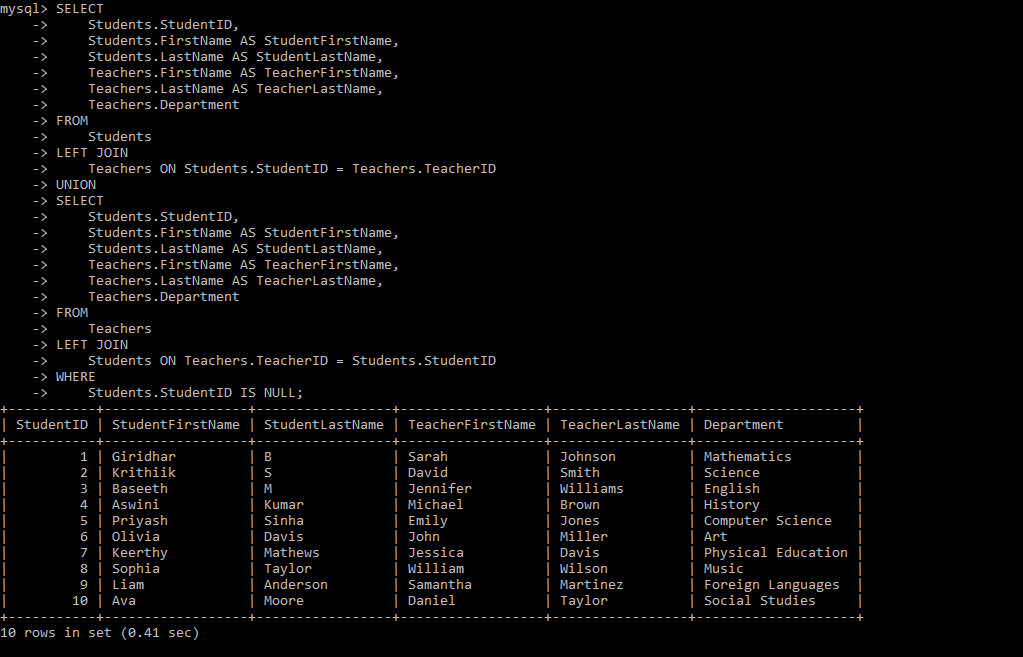 mysql> SELECT
    ->     Students.StudentID,
    ->     Students.FirstName AS StudentFirstName,
    ->     Students.LastName AS StudentLastName,
    ->     Teachers.FirstName AS TeacherFirstName,
    ->     Teachers.LastName AS TeacherLastName,
    ->     Teachers.Department
    -> FROM
    ->     Students
    -> LEFT JOIN
    ->     Teachers ON Students.StudentID = Teachers.TeacherID
    -> UNION
    -> SELECT
    ->     Students.StudentID,
    ->     Students.FirstName AS StudentFirstName,
    ->     Students.LastName AS StudentLastName,
    ->     Teachers.FirstName AS TeacherFirstName,
    ->     Teachers.LastName AS TeacherLastName,
    ->     Teachers.Department
    -> FROM
    ->     Teachers
    -> LEFT JOIN
    ->     Students ON Teachers.TeacherID = Students.StudentID
    -> WHERE
    ->     Students.StudentID IS NULL;
+-----------+------------------+-----------------+------------------+-----------------+--------------------+
| StudentID | StudentFirstName | StudentLastName | TeacherFirstName | TeacherLastName | Department         |
+-----------+------------------+-----------------+------------------+-----------------+--------------------+
|         1 | Giridhar         | B               | Sarah            | Johnson         | Mathematics        |
|         2 | Krithiik         | S               | David            | Smith           | Science            |
|         3 | Baseeth          | M               | Jennifer         | Williams        | English            |
|         4 | Aswini           | Kumar           | Michael          | Brown           | History            |
|         5 | Priyash          | Sinha           | Emily            | Jones           | Computer Science   |
|         6 | Olivia           | Davis           | John             | Miller          | Art                |
|         7 | Keerthy          | Mathews         | Jessica          | Davis           | Physical Education |
|         8 | Sophia           | Taylor          | William          | Wilson          | Music              |
|         9 | Liam             | Anderson        | Samantha         | Martinez        | Foreign Languages  |
|        10 | Ava              | Moore           | Daniel           | Taylor          | Social Studies     |
+-----------+------------------+-----------------+------------------+-----------------+--------------------+
10 rows in set (0.41 sec)